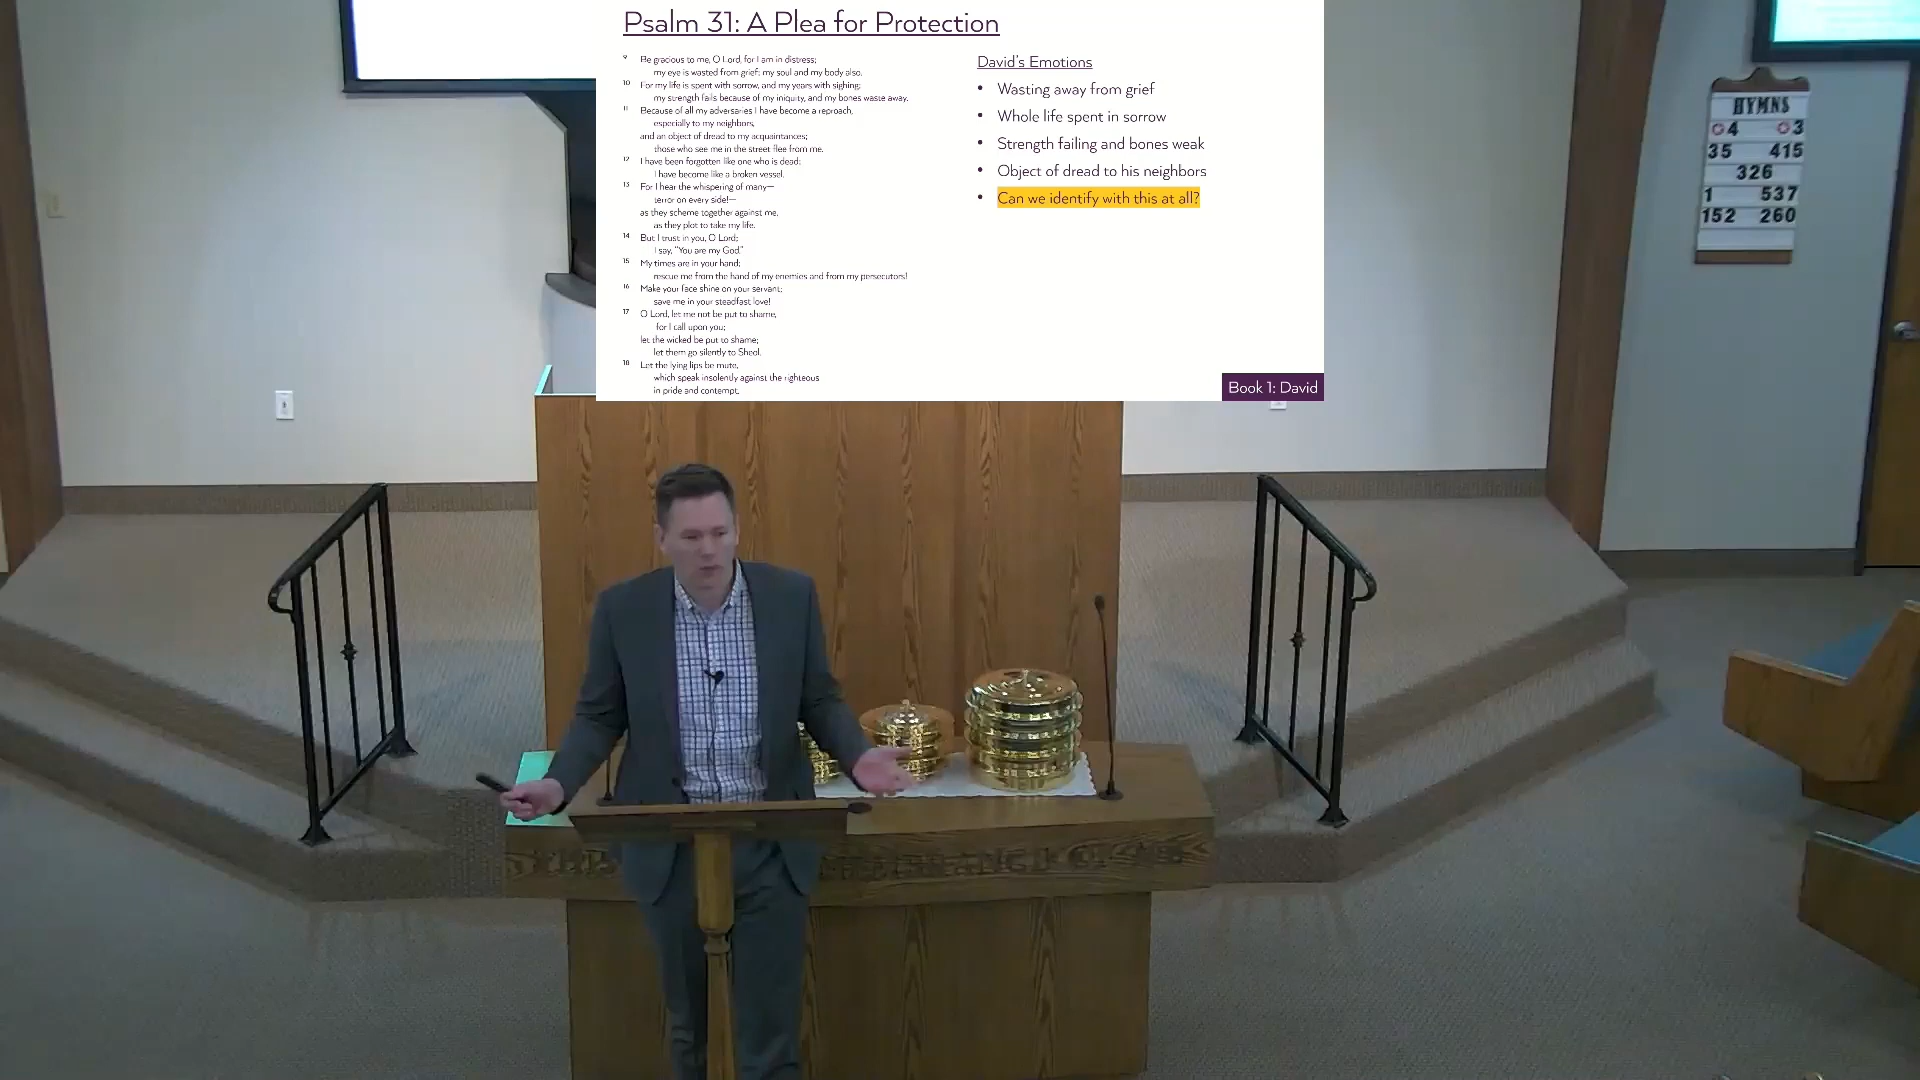 Psalm 31: A Plea for Protection
9 Be gracious to me, O Lord, for I am in distress;
my eye is wasted from grief; my soul and my body also.
10 For my life is spent with sorrow, and my years with sighing;
my strength fails because of my iniquity, and my bones waste away.
11 Because of all my adversaries I have become a reproach,
especially to my neighbors,
and an object of dread to my acquaintances;
those who see me in the street flee from me.
12 I have been forgotten like one who is dead;
I have become like a broken vessel.
13 For I hear the whispering of many—
terror on every side!—
as they scheme together against me,
as they plot to take my life.
14 But I trust in you, O Lord;
I say, "You are my God."
15 My times are in your hand;
rescue me from the hand of my enemies and from my persecutors!
16 Make your face shine on your servant;
save me in your steadfast love!
17 O Lord, let me not be put to shame,
for I call upon you;
let the wicked be put to shame;
let them go silently to Sheol.
18 Let the lying lips be mute,
which speak insolently against the righteous
in pride and contempt.
David's Emotions
• Wasting away from grief
• Whole life spent in sorrow
• Strength failing and bones weak
• Object of dread to his neighbors
• Can we identify with this at all?
Book 1: David
HYMNS
4 3
35 415
326
1 537
152 260